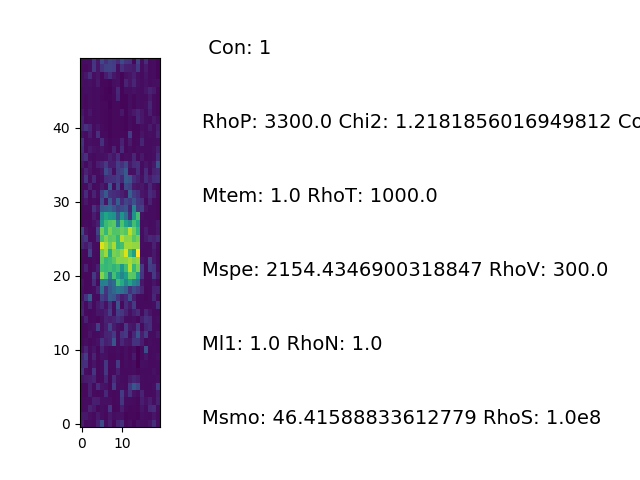 Con: 1
RhoP: 3300.0 Chi2: 1.2181856016949812 Co
Mtem: 1.0 RhoT: 1000.0
Mspe: 2154.4346900318847 RhoV: 300.0
Ml1: 1.0 RhoN: 1.0
Msmo: 46.41588833612779 RhoS: 1.0e8
40
30
20
10
0
0 10